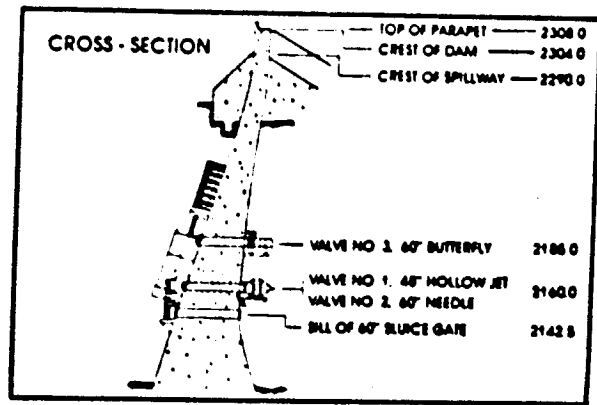 CROSS - SECTION
TOP OF PARAPET 2308.0
CREST OF DAM 2304.0
CREST OF SPILLWAY 2290.0
VALVE NO 3. 60" BUTTERFLY 2185.0
VALVE NO 1. 48" HOLLOW JET
VALVE NO 2. 60" NEEDLE
2160.0
SILL OF 60" SLUICE GATE 2142.5